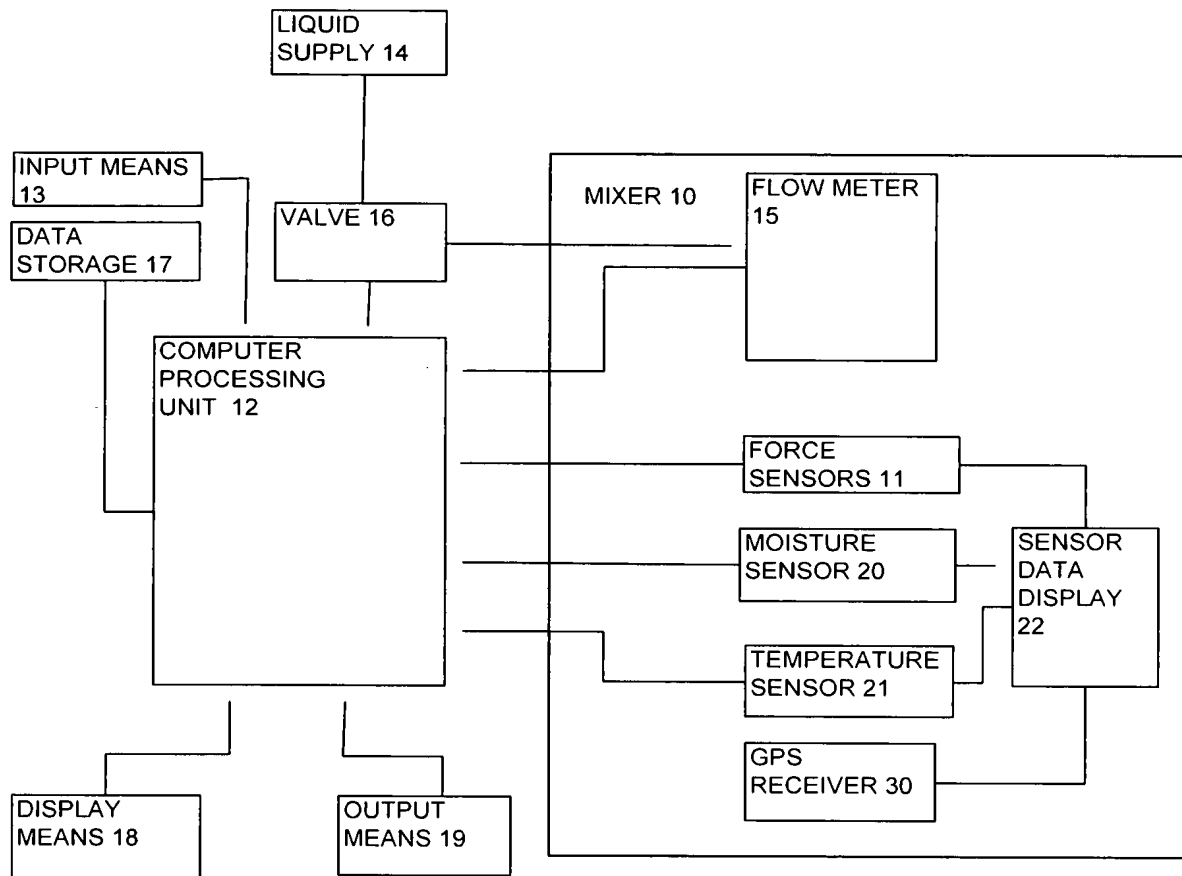 LIQUID
SUPPLY 14
INPUT MEANS
13
DATA
STORAGE 17
VALVE 16
MIXER 10
FLOW METER
15
COMPUTER
PROCESSING
UNIT 12
FORCE
SENSORS 11
MOISTURE
SENSOR 20
SENSOR
DATA
DISPLAY
22
TEMPERATURE
SENSOR 21
GPS
RECEIVER 30
DISPLAY
MEANS 18
OUTPUT
MEANS 19